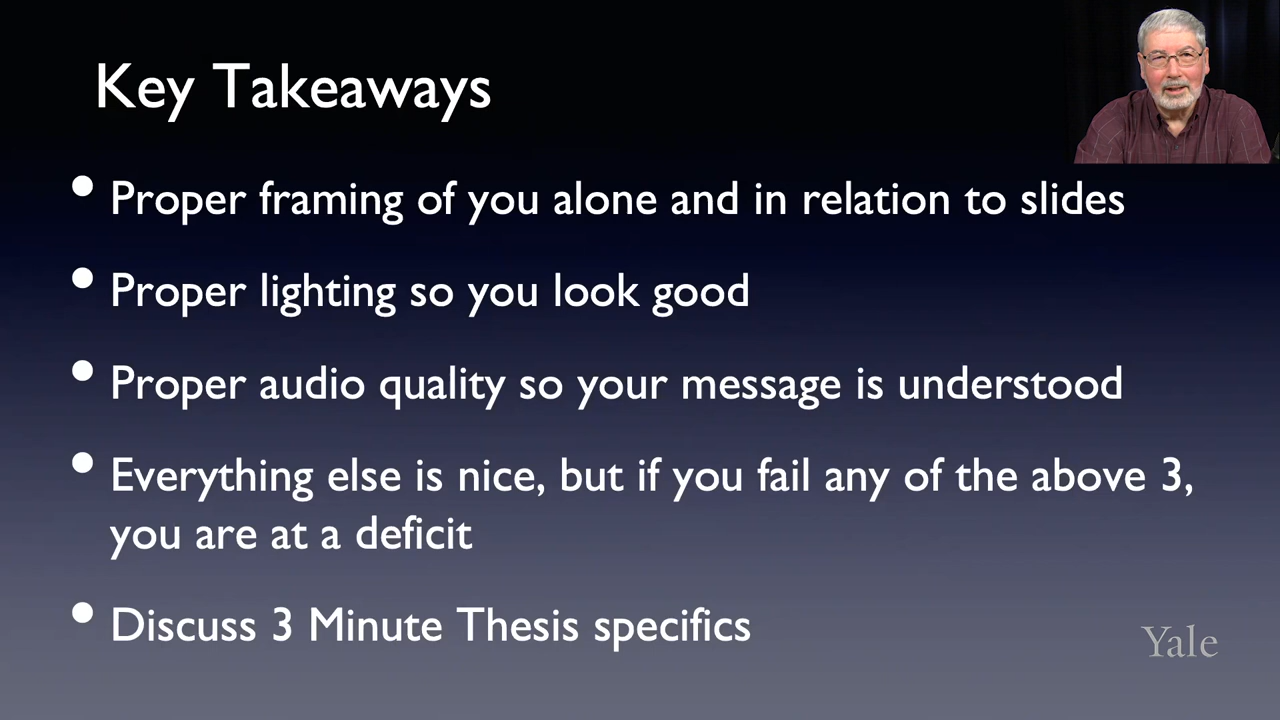 Key Takeaways
• Proper framing of you alone and in relation to slides
• Proper lighting so you look good
• Proper audio quality so your message is understood
• Everything else is nice, but if you fail any of the above 3,
you are at a deficit
• Discuss 3 Minute Thesis specifics
Yale